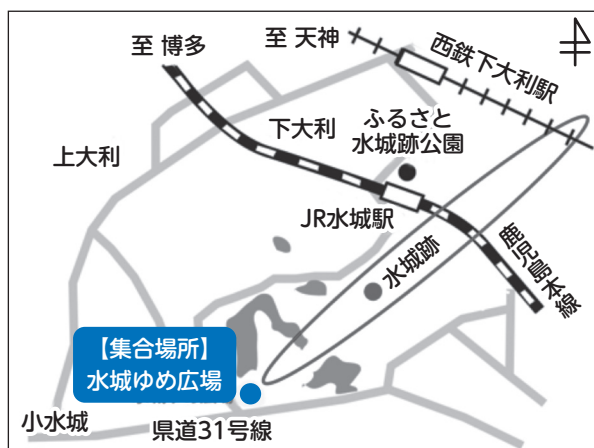 至 博多
至 天神
西鉄下大利駅
下大利
ふるさと
水城跡公園
上大利
JR水城駅
鹿児島本線
水城跡
【集合場所】
水城ゆめ広場
小水城
県道31号線